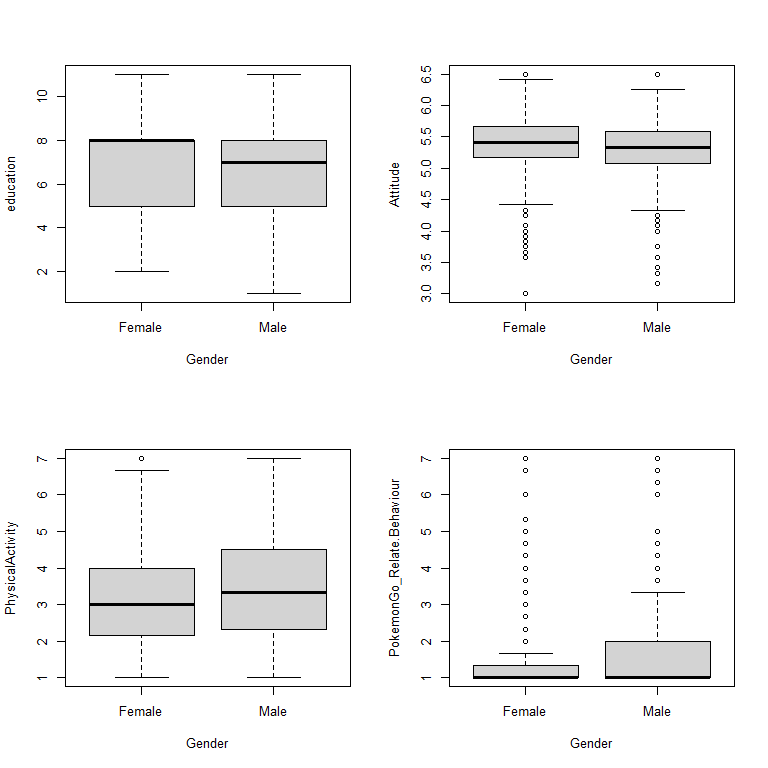 education
10
8
6
4
2
Female Male
Gender
Attitude
6.5
6.0
5.5
5.0
4.5
4.0
3.5
3.0
Female Male
Gender
PhysicalActivity
7
6
5
4
3
2
1
Female Male
Gender
PokemonGo_Relate.Behaviour
7
6
5
4
3
2
1
Female Male
Gender